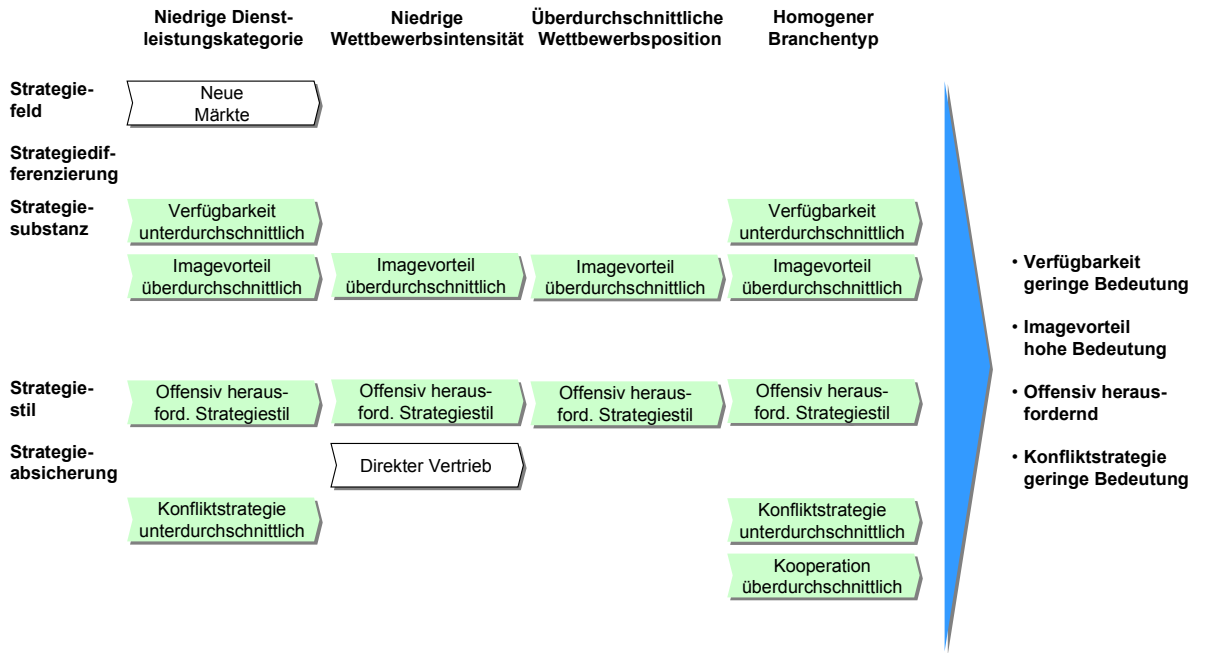 Niedrige Dienst-
leistungskategorie
Niedrige
Wettbewerbsintensität
Überdurchschnittliche
Wettbewerbsposition
Homogener
Branchentyp
Strategie-
feld
Neue
Märkte
Strategiedif-
ferenzierung
Strategie-
substanz
Verfügbarkeit
unterdurchschnittlich
Verfügbarkeit
unterdurchschnittlich
Imagevorteil
überdurchschnittlich
Imagevorteil
überdurchschnittlich
Imagevorteil
überdurchschnittlich
Imagevorteil
überdurchschnittlich
Strategie-
stil
Offensiv heraus-
ford. Strategiestil
Offensiv heraus-
ford. Strategiestil
Offensiv heraus-
ford. Strategiestil
Offensiv heraus-
ford. Strategiestil
Strategie-
absicherung
Direkter Vertrieb
Konfliktstrategie
unterdurchschnittlich
Konfliktstrategie
unterdurchschnittlich
Kooperation
überdurchschnittlich
• Verfügbarkeit
geringe Bedeutung
• Imagevorteil
hohe Bedeutung
• Offensiv heraus-
fordernd
• Konfliktstrategie
geringe Bedeutung